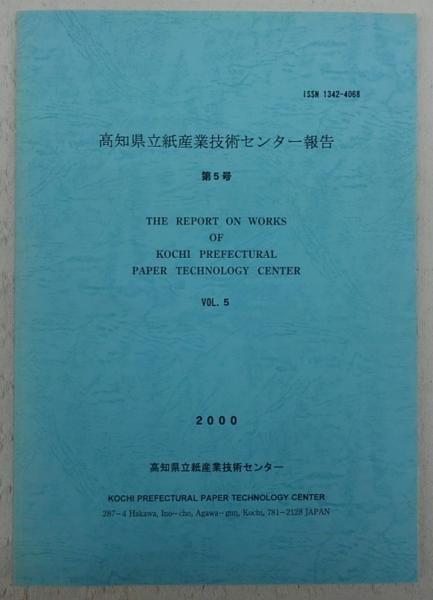 ISSN 1342-4068
高知県立紙産業技術センター報告
第5号
THE REPORT ON WORKS
OF
KOCHI PREFECTURAL
PAPER TECHNOLOGY CENTER
VOL. 5
2000
高知県立紙産業技術センター
KOCHI PREFECTURAL PAPER TECHNOLOGY CENTER
287-4 Hakawa, Ino-cho, Agawa-gun, Kochi, 781-2128 JAPAN